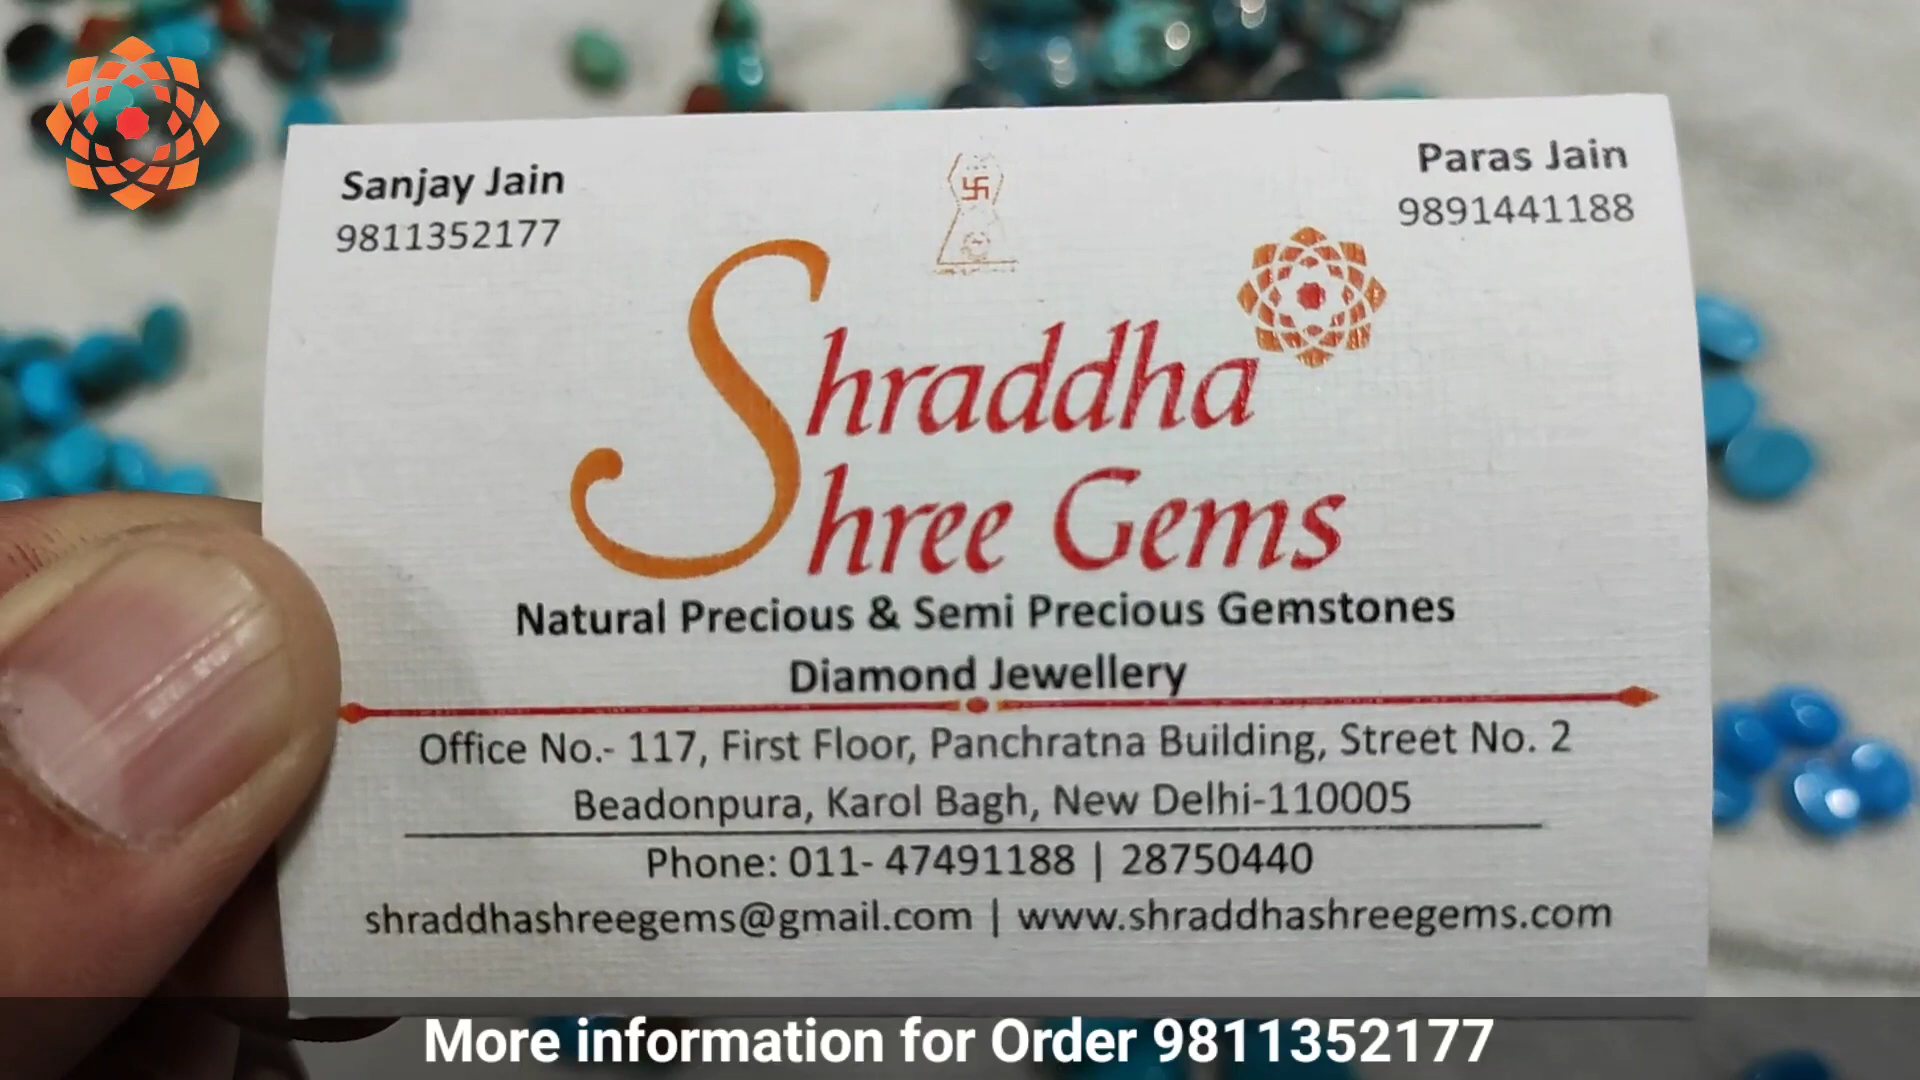 Sanjay Jain
9811352177
Paras Jain
9891441188
Shraddha
Shree Gems
Natural Precious & Semi Precious Gemstones
Diamond Jewellery
Office No.- 117, First Floor, Panchratna Building, Street No. 2
Beadonpura, Karol Bagh, New Delhi-110005
Phone: 011- 47491188 | 28750440
shraddhashreegems@gmail.com | www.shraddhashreegems.com
More information for Order 9811352177